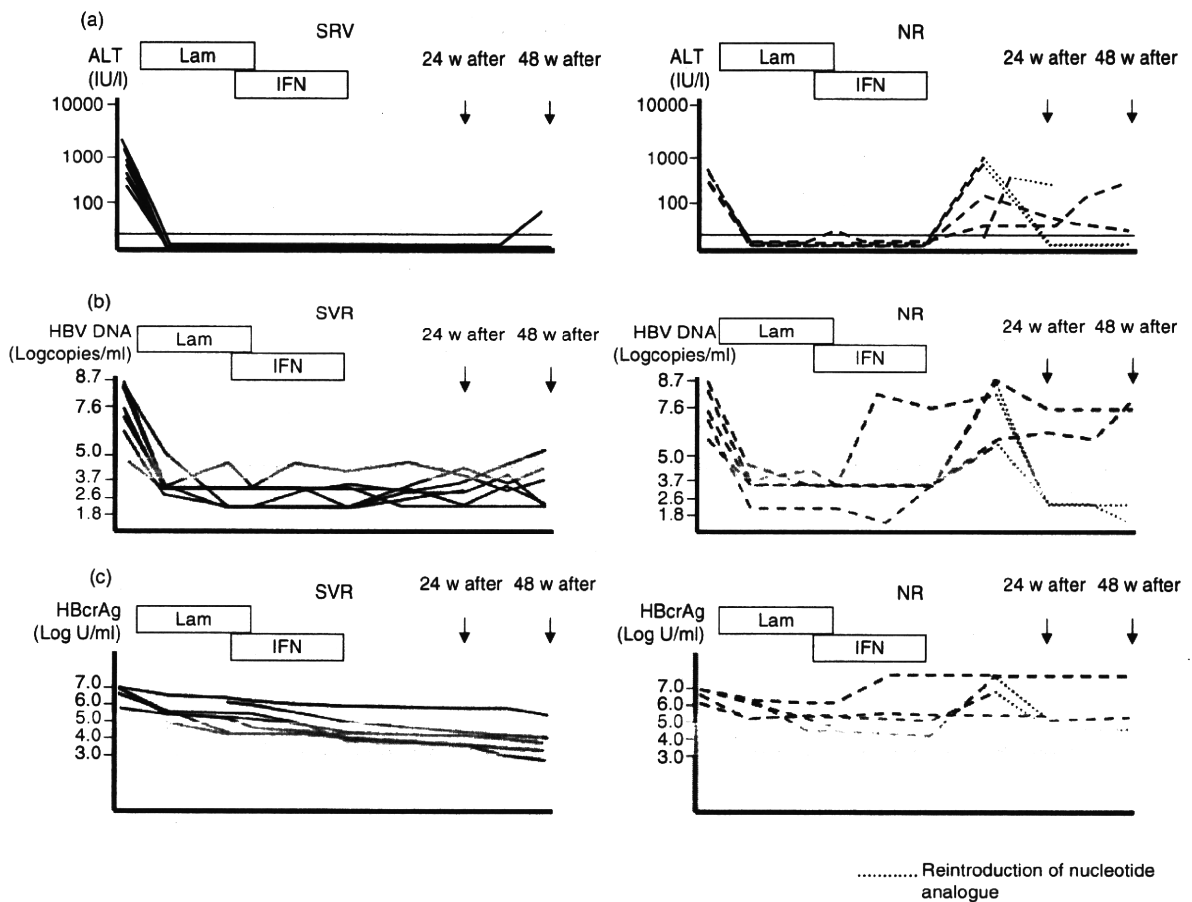 (a)
SRV
ALT
(IU/l)
Lam
IFN
24 w after 48 w after
10000
1000
100
NR
ALT
(IU/l)
Lam
IFN
24 w after 48 w after
10000
1000
100
(b)
SVR
HBV DNA
(Logcopies/ml)
Lam
IFN
24 w after 48 w after
8.7
7.6
5.0
3.7
2.6
1.8
NR
HBV DNA
(Logcopies/ml)
Lam
IFN
24 w after 48 w after
8.7
7.6
5.0
3.7
2.6
1.8
(c)
SVR
HBcrAg
(Log U/ml)
Lam
IFN
24 w after 48 w after
7.0
6.0
5.0
4.0
3.0
NR
HBcrAg
(Log U/ml)
Lam
IFN
24 w after 48 w after
7.0
6.0
5.0
4.0
3.0
............ Reintroduction of nucleotide
analogue